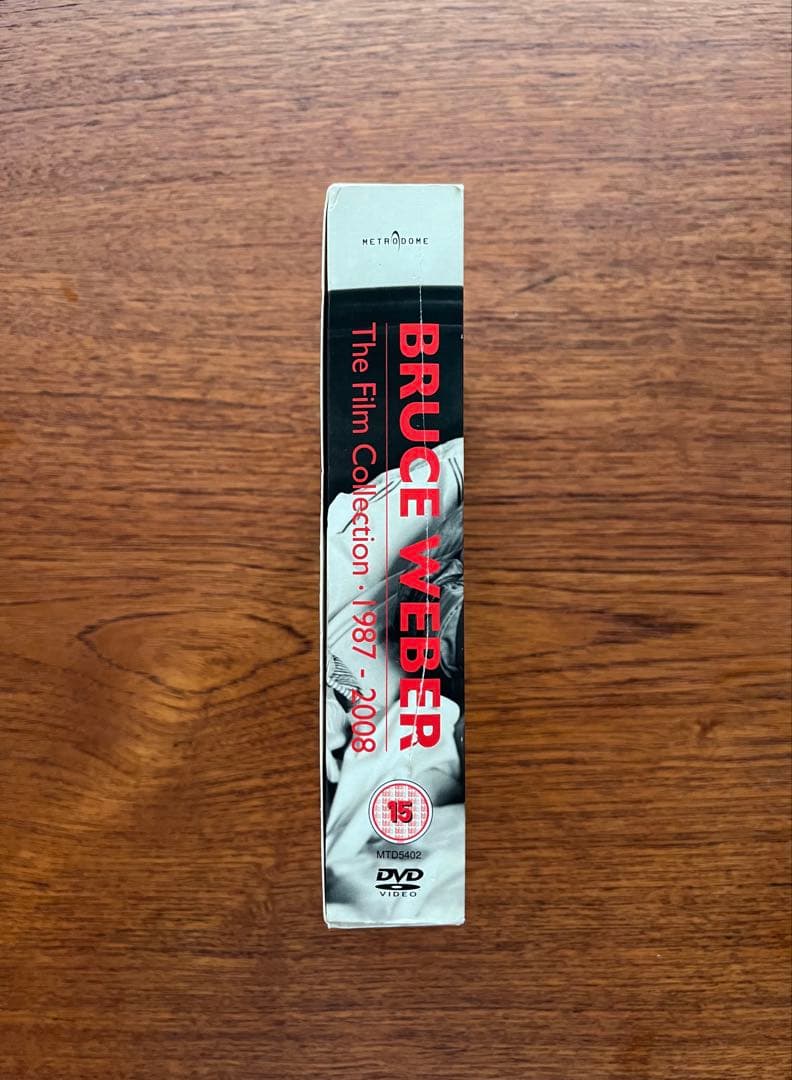 METRODOME
BRUCE WEBER
The Film Collection · 1987 - 2008
15
MTD5402
DVD
VIDEO